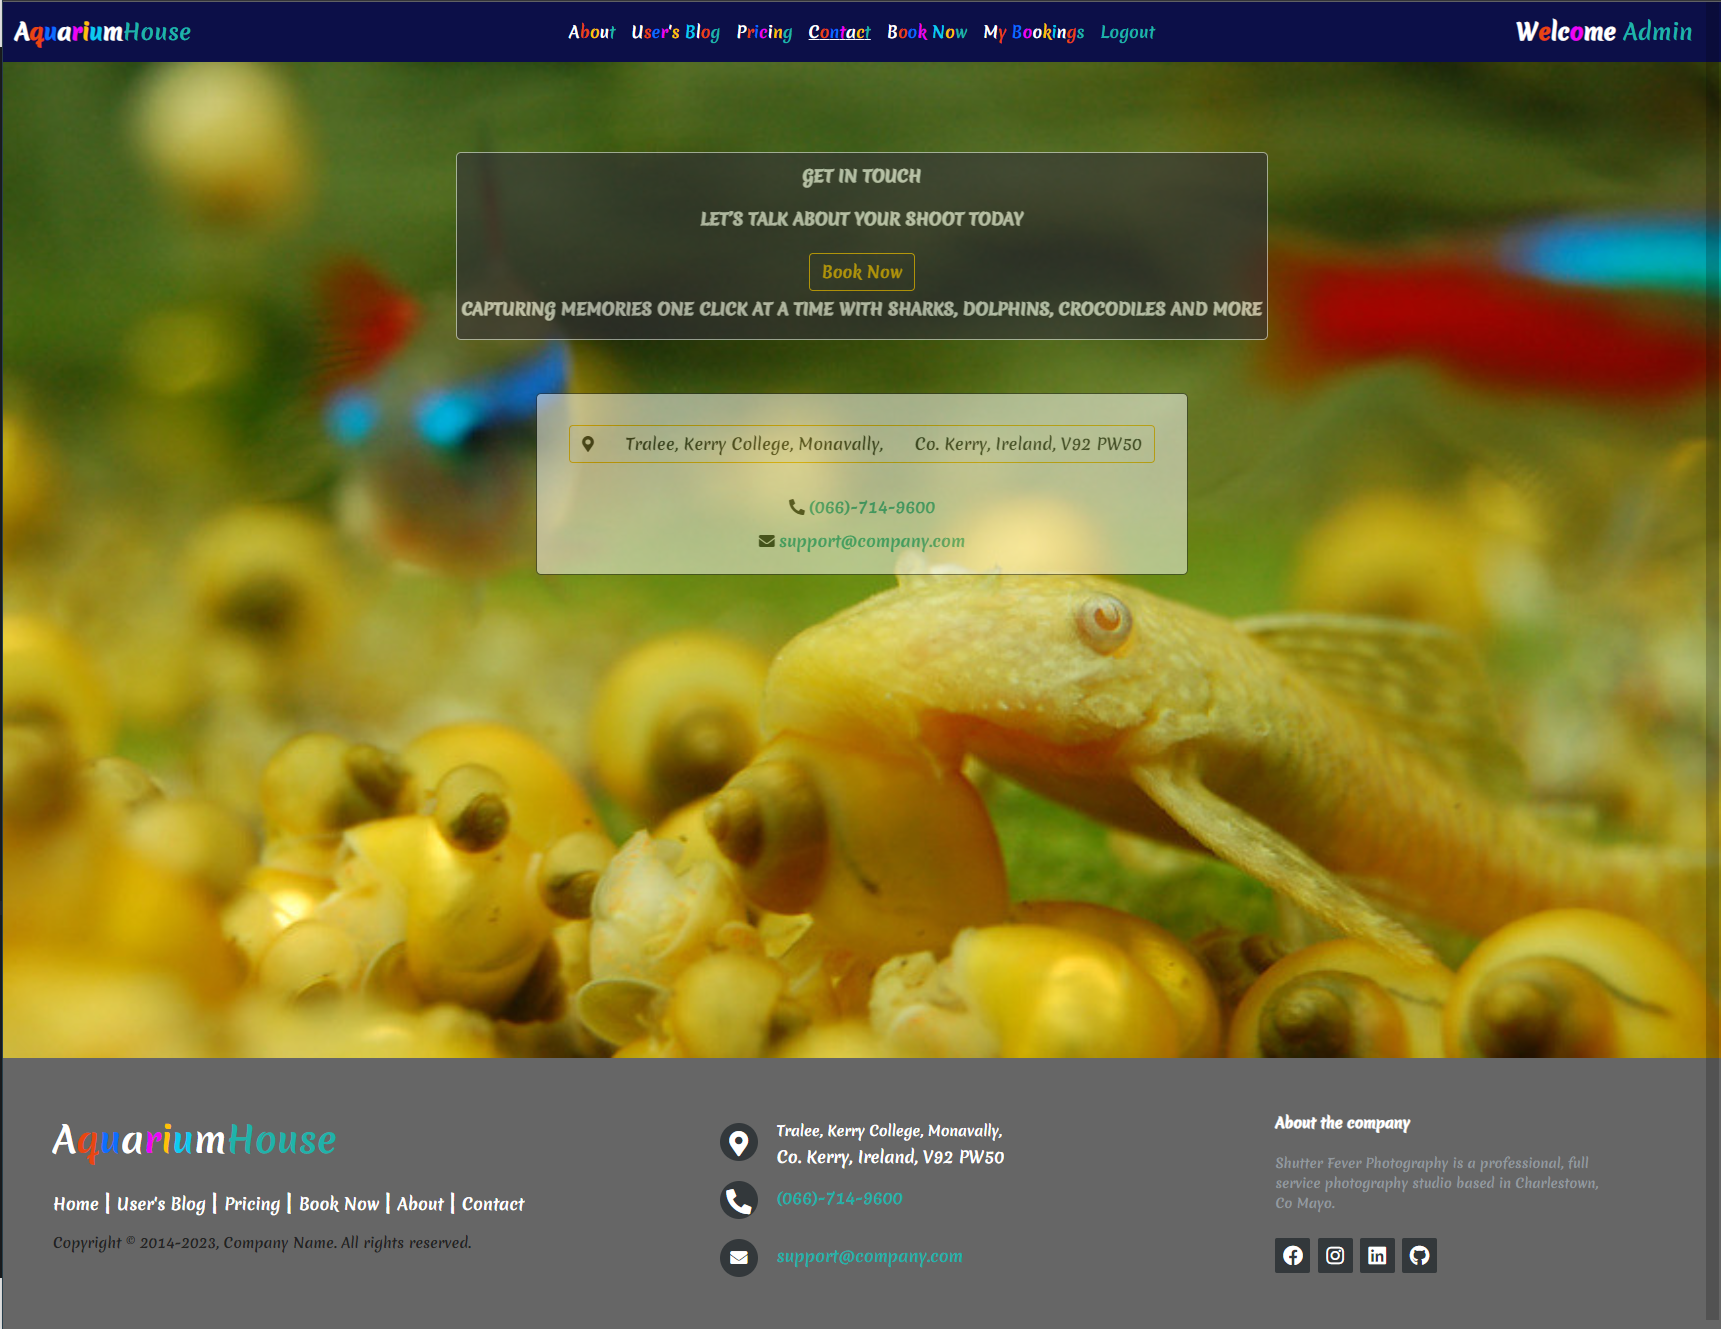 AquariumHouse
About User's Blog Pricing Contact Book Now My Bookings Logout
Welcome Admin
GET IN TOUCH
LET'S TALK ABOUT YOUR SHOOT TODAY
Book Now
CAPTURING MEMORIES ONE CLICK AT A TIME WITH SHARKS, DOLPHINS, CROCODILES AND MORE
Tralee, Kerry College, Monavally, Co. Kerry, Ireland, V92 PW50
(066)-714-9600
support@company.com
AquariumHouse
Home | User's Blog | Pricing | Book Now | About | Contact
Copyright © 2014-2023, Company Name. All rights reserved.
Tralee, Kerry College, Monavally,
Co. Kerry, Ireland, V92 PW50
(066)-714-9600
support@company.com
About the company
Shutter Fever Photography is a professional, full
service photography studio based in Charlestown,
Co Mayo.